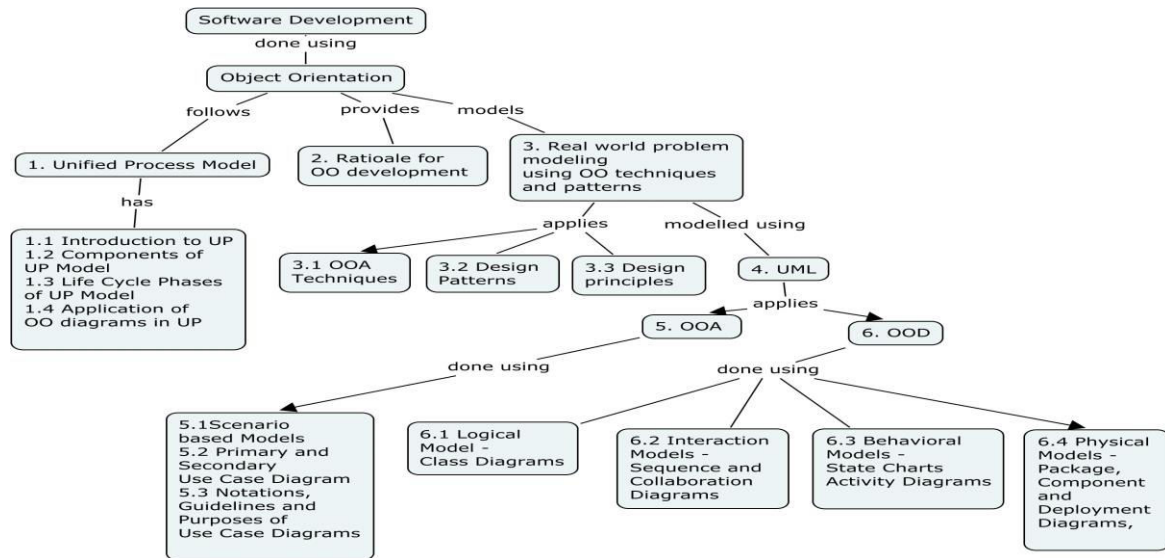 Software Development
done using
Object Orientation
follows
provides
models
1. Unified Process Model
2. Ratioale for
OO development
3. Real world problem
modeling
using OO techniques
and patterns
has
applies
modelled using
1.1 Introduction to UP
1.2 Components of
UP Model
1.3 Life Cycle Phases
of UP Model
1.4 Application of
OO diagrams in UP
3.1 OOA
Techniques
3.2 Design
Patterns
3.3 Design
principles
4. UML
applies
5. OOA
6. OOD
done using
done using
5.1Scenario
based Models
5.2 Primary and
Secondary
Use Case Diagram
5.3 Notations,
Guidelines and
Purposes of
Use Case Diagrams
6.1 Logical
Model -
Class Diagrams
6.2 Interaction
Models -
Sequence and
Collaboration
Diagrams
6.3 Behavioral
Models -
State Charts
Activity Diagrams
6.4 Physical
Models -
Package,
Component
and
Deployment
Diagrams,